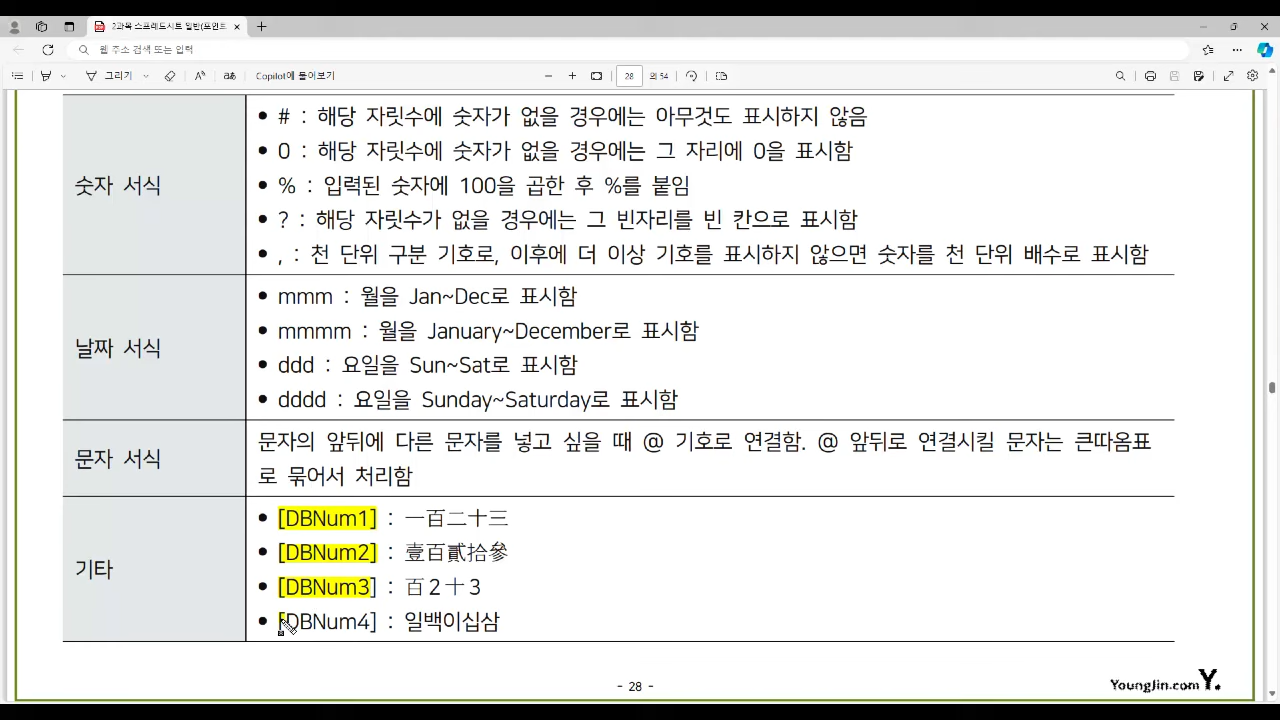 2과목 스프레드시트 일반(포인트
웹 주소 검색 또는 입력
그리기
Copilot에 물어보기
28 의 54
숫자 서식
• # : 해당 자릿수에 숫자가 없을 경우에는 아무것도 표시하지 않음
• 0 : 해당 자릿수에 숫자가 없을 경우에는 그 자리에 0을 표시함
• % : 입력된 숫자에 100을 곱한 후 %를 붙임
• ? : 해당 자릿수가 없을 경우에는 그 빈자리를 빈 칸으로 표시함
• , : 천 단위 구분 기호로, 이후에 더 이상 기호를 표시하지 않으면 숫자를 천 단위 배수로 표시함
날짜 서식
• mmm : 월을 Jan~Dec로 표시함
• mmmm : 월을 January~December로 표시함
• ddd : 요일을 Sun~Sat로 표시함
• dddd : 요일을 Sunday~Saturday로 표시함
문자 서식
문자의 앞뒤에 다른 문자를 넣고 싶을 때 @ 기호로 연결함. @ 앞뒤로 연결시킬 문자는 큰따옴표
로 묶어서 처리함
기타
• [DBNum1] : 一百二十三
• [DBNum2] : 壹百貳拾參
• [DBNum3] : 百2十3
• [DBNum4] : 일백이십삼
- 28 -
YoungJin.com Y.